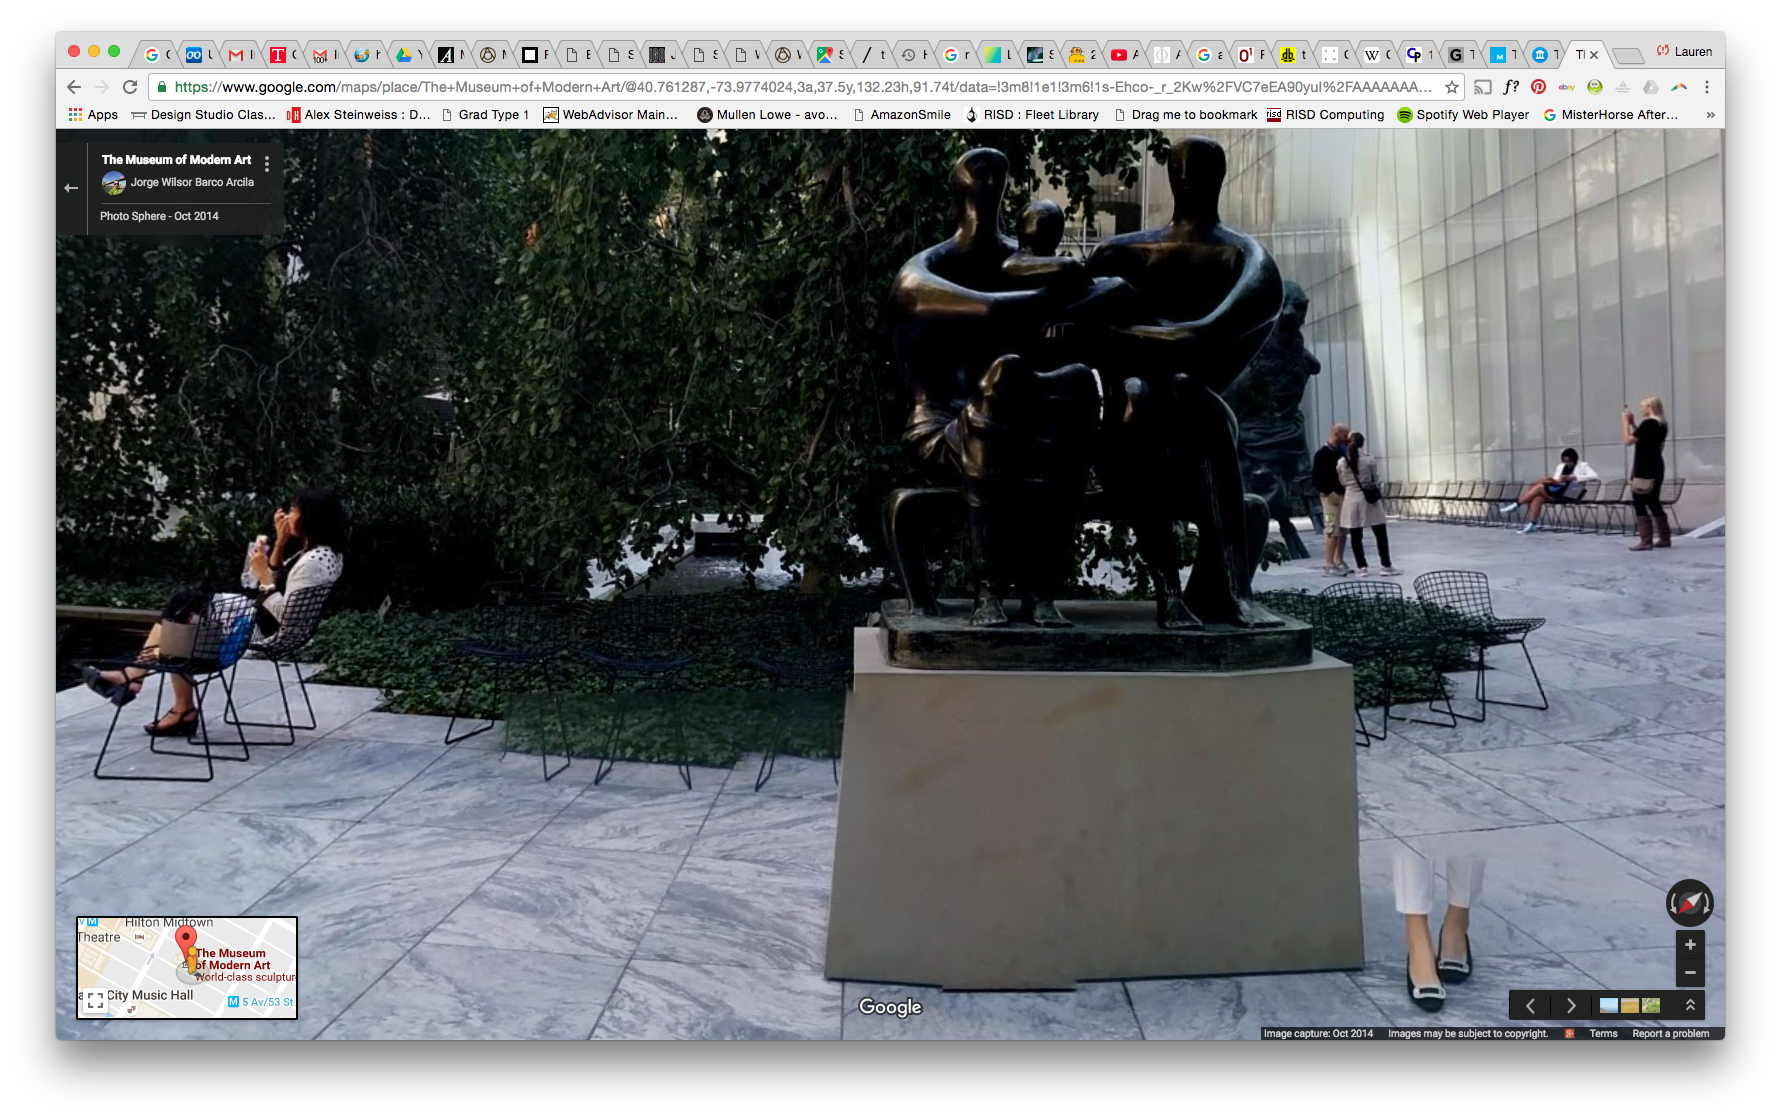 Lauren
https://www.google.com/maps/place/The+Museum+of+Modern+Art/@40.761287,-73.9774024,3a,37.5y,132.23h,91.74t/data=!3m8!1e1!3m6!1s-Ehco-_r_2Kw%2FVC7eEA90yuI%2FAAAAAAA...
Apps Design Studio Clas... Alex Steinweiss : D... Grad Type 1 WebAdvisor Main... Mullen Lowe - avo... AmazonSmile RISD : Fleet Library Drag me to bookmark RISD Computing Spotify Web Player MisterHorse After... »
The Museum of Modern Art
Jorge Wilsor Barco Arcila
Photo Sphere - Oct 2014
Hilton Midtown
Theatre
The Museum
of Modern Art
World-class sculptur
City Music Hall
M 5 Av/53 St
Google
Image capture: Oct 2014 Images may be subject to copyright. Terms Report a problem